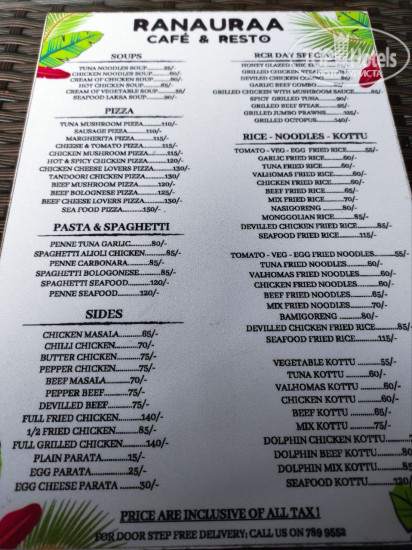 RANAURAA
CAFÉ & RESTO
SOUPS
TUNA NOODLES SOUP
CHICKEN NOODLES SOUP
CREAM OF CHICKEN SOUP
HOT CHICKEN SOUP
CREAM OF VEGETABLE SOUP
SEAFOOD LAKSA SOUP
PIZZA
TUNA MUSHROOM PIZZA..........110/-
SAUSAGE PIZZA..........110/-
MARGHERITA PIZZA..........115/-
CHEESE & TOMATO PIZZA..........115/-
CHICKEN MUSHROOM PIZZA..........115/-
HOT & SPICY CHICKEN PIZZA..........120/-
CHICKEN CHEESE LOVERS PIZZA..........130/-
TANDOORI CHICKEN PIZZA..........130/-
BEEF MUSHROOM PIZZA..........120/-
BEEF BOLOGNESE PIZZA..........125/-
BEEF CHEESE LOVERS PIZZA..........130/-
SEA FOOD PIZZA..........150/-
PASTA & SPAGHETTI
PENNE TUNA GARLIC..........80/-
SPAGHETTI ALIOLI CHICKEN..........85/-
PENNE CARBONARA..........85/-
SPAGHETTI BOLOGONESE..........85/-
SPAGHETTI SEAFOOD..........120/-
PENNE SEAFOOD..........120/-
SIDES
CHICKEN MASALA..........65/-
CHILLI CHICKEN..........70/-
BUTTER CHICKEN..........75/-
PEPPER CHICKEN..........75/-
BEEF MASALA..........70/-
PEPPER BEEF..........75/-
DEVILLED BEEF..........75/-
FULL FRIED CHICKEN..........140/-
1/2 FRIED CHICKEN..........85/-
FULL GRILLED CHICKEN..........140/-
PLAIN PARATA..........15/-
EGG PARATA..........25/-
EGG CHEESE PARATA ..........30/-
RCR DAY
HONEY GLAZED
GRILLED CHICKEN
DEVILED CHICKEN
GARLIC BEEF COMBO
GRILLED CHICKEN WITH MUSHROOM SAUCE..........85/-
SPICY GRILLED TUNA..........90/-
GRILLED BEEF STEAK
GRILLED JUMBO PRAWNS..........125/-
GRILLED OCTOPUS..........140/-
RICE - NOODLES - KOTTU
TOMATO - VEG - EGG FRIED RICE..........55/-
GARLIC FRIED RICE..........60/-
TUNA FRIED RICE..........60/-
VALHOMAS FRIED RICE..........60/-
CHICKEN FRIED RICE..........60/-
BEEF FRIED RICE..........65/-
MIX FRIED RICE..........70/-
NASIGORENG..........80/-
MONGOLLIAN RICE..........85/-
DEVILLED CHICKEN FRIED RICE..........85/-
SEAFOOD FRIED RICE..........115/-
TOMATO - VEG - EGG FRIED NOODLES..........55/-
TUNA FRIED NOODLES..........60/-
VALHOMAS FRIED NOODLES..........60/-
CHICKEN FRIED NOODLES..........60/-
BEEF FRIED NOODLES..........65/-
MIX FRIED NOODLES..........70/-
BAMIGORENG ..........80/-
DEVILLED CHICKEN FRIED RICE..........85/-
SEAFOOD FRIED RICE..........115/-
VEGETABLE KOTTU ..........55/-
TUNA KOTTU ..........60/-
VALHOMAS KOTTU ..........60/-
CHICKEN KOTTU ..........60/-
BEEF KOTTU ..........65/-
MIX KOTTU ..........75/-
DOLPHIN CHICKEN KOTTU
DOLPHIN BEEF KOTTU ..........80/
DOLPHIN MIX KOTTU ..........85/
SEAFOOD KOTTU ..........120/
PRICE ARE INCLUSIVE OF ALL TAX !
FOR DOOR STEP FREE DELIVERY; CALL US ON 789 9552